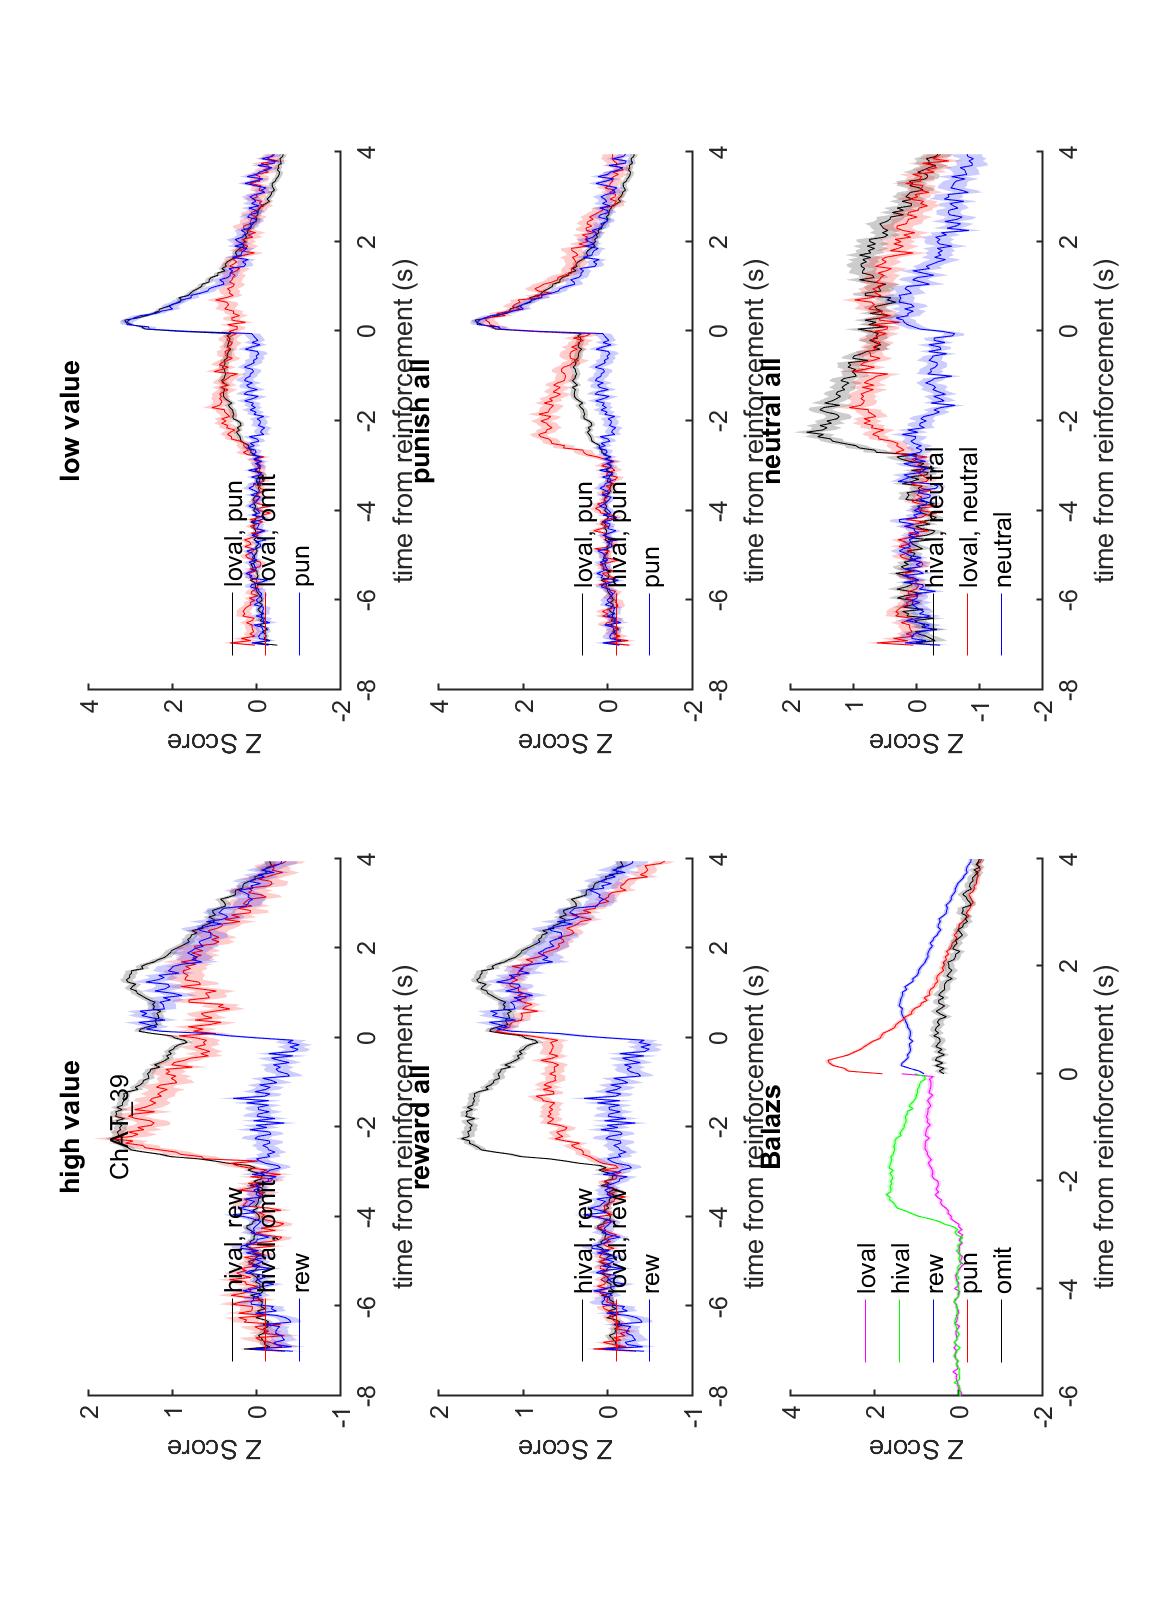 high value
ChAT_39
2
1
0
-1
Z Score
hival, rew
hival, omit
rew
-8 -6 -4 -2 0 2 4
time from reinforcement (s)
low value
4
2
0
-2
Z Score
loval, pun
loval, omit
pun
-8 -6 -4 -2 0 2 4
time from reinforcement (s)
reward all
2
1
0
-1
Z Score
hival, rew
loval, rew
rew
-8 -6 -4 -2 0 2 4
time from reinforcement (s)
punish all
4
2
0
-2
Z Score
loval, pun
hival, pun
pun
-8 -6 -4 -2 0 2 4
time from reinforcement (s)
Balazs
4
2
0
-2
Z Score
loval
hival
rew
pun
omit
-6 -4 -2 0 2 4
time from reinforcement (s)
neutral all
2
1
0
-1
-2
Z Score
hival, neutral
loval, neutral
neutral
-8 -6 -4 -2 0 2 4
time from reinforcement (s)